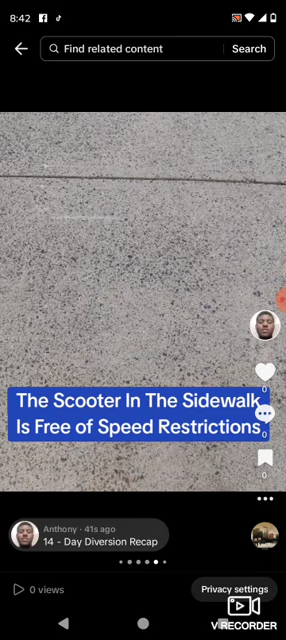 8:42
Find related content
Search
0
0
0
The Scooter In The Sidewalk
Is Free of Speed Restrictions
Anthony · 41s ago
14 - Day Diversion Recap
0 views
Privacy settings
V RECORDER